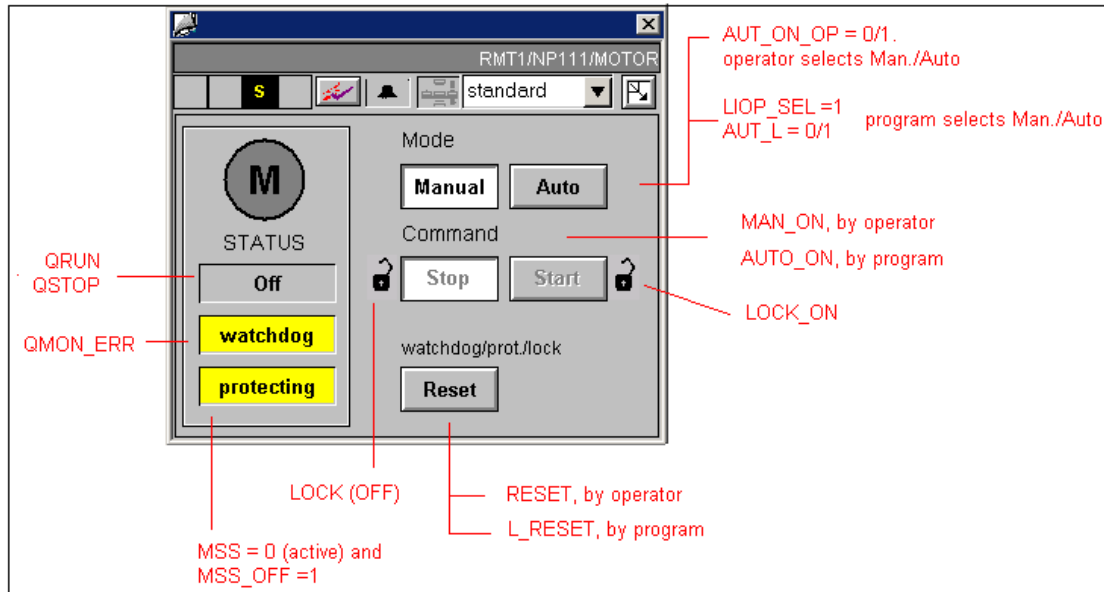 RMT1/NP111/MOTOR
S
standard
M
STATUS
Off
watchdog
protecting
Mode
Manual Auto
Command
Stop Start
watchdog/prot./lock
Reset
AUT_ON_OP = 0/1.
operator selects Man./Auto
LIOP_SEL =1
AUT_L = 0/1
program selects Man./Auto
MAN_ON, by operator
AUTO_ON, by program
LOCK_ON
QRUN
QSTOP
QMON_ERR
LOCK (OFF)
RESET, by operator
L_RESET, by program
MSS = 0 (active) and
MSS_OFF =1